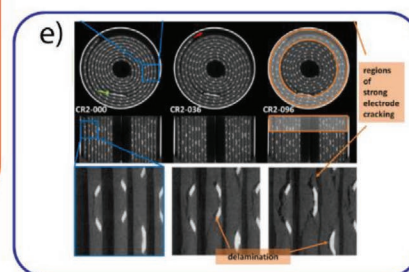 e)
regions
of
strong
electrode
cracking
CR2-000 CR2-036 CR2-096
delamination